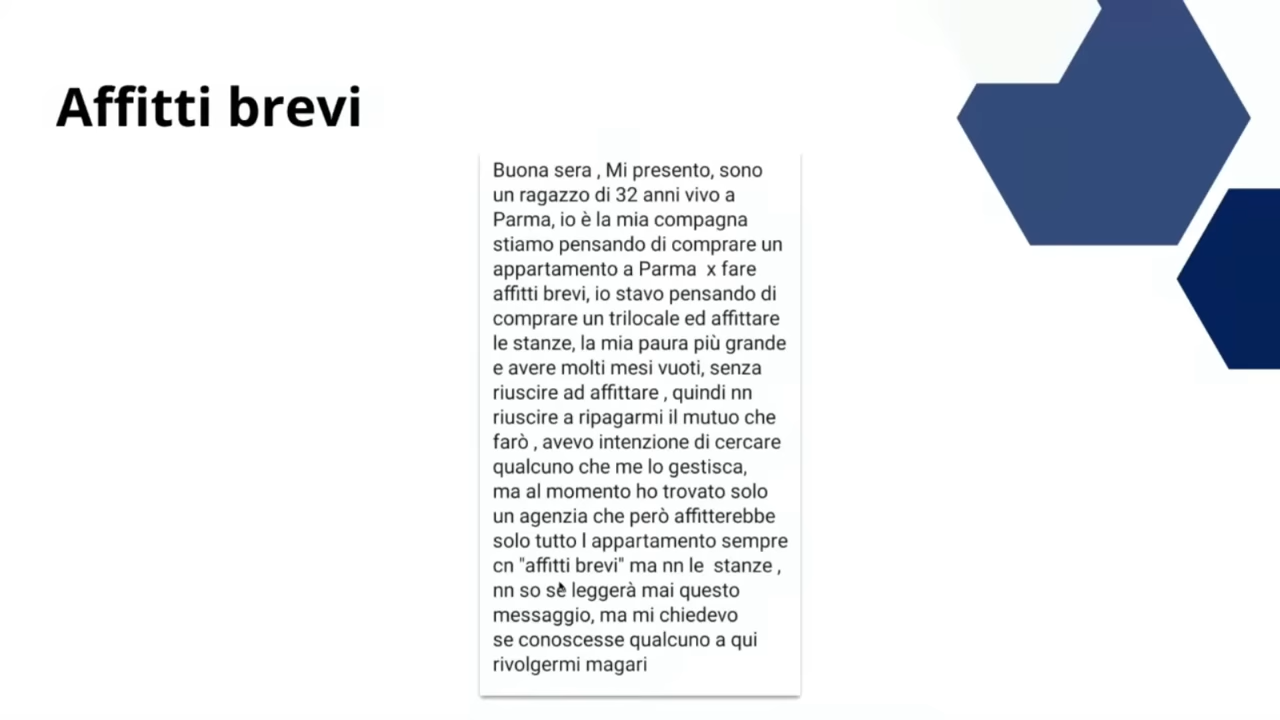 Affitti brevi
Buona sera , Mi presento, sono
un ragazzo di 32 anni vivo a
Parma, io è la mia compagna
stiamo pensando di comprare un
appartamento a Parma  x fare
affitti brevi, io stavo pensando di
comprare un trilocale ed affittare
le stanze, la mia paura più grande
e avere molti mesi vuoti, senza
riuscire ad affittare , quindi nn
riuscire a ripagarmi il mutuo che
farò , avevo intenzione di cercare
qualcuno che me lo gestisca,
ma al momento ho trovato solo
un agenzia che però affitterebbe
solo tutto l appartamento sempre
cn "affitti brevi" ma nn le  stanze ,
nn so se leggerà mai questo
messaggio, ma mi chiedevo
se conoscesse qualcuno a qui
rivolgermi magari